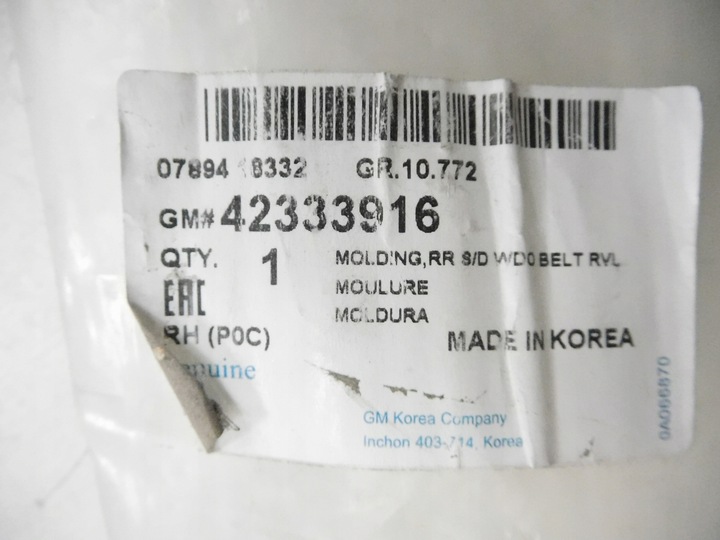 07894 18332 GR.10.772
GM# 42333916
QTY. 1 MOLDING,RR S/D WDO BELT RVL
EAC MOULURE
MOLDURA
RH (P0C) MADE IN KOREA
GM Korea Company
Inchon 403-714, Korea
0A066870